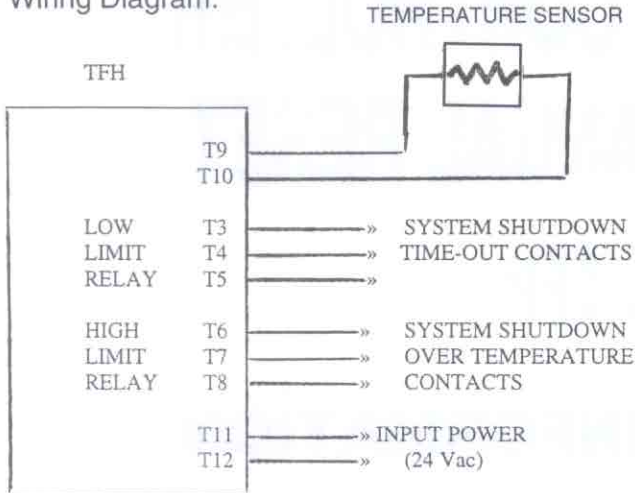 Wiring Diagram:
TEMPERATURE SENSOR
TFH
T9
T10
LOW T3 » SYSTEM SHUTDOWN
LIMIT T4 » TIME-OUT CONTACTS
RELAY T5 »
HIGH T6 » SYSTEM SHUTDOWN
LIMIT T7 » OVER TEMPERATURE
RELAY T8 » CONTACTS
T11 » INPUT POWER
T12 » (24 Vac)